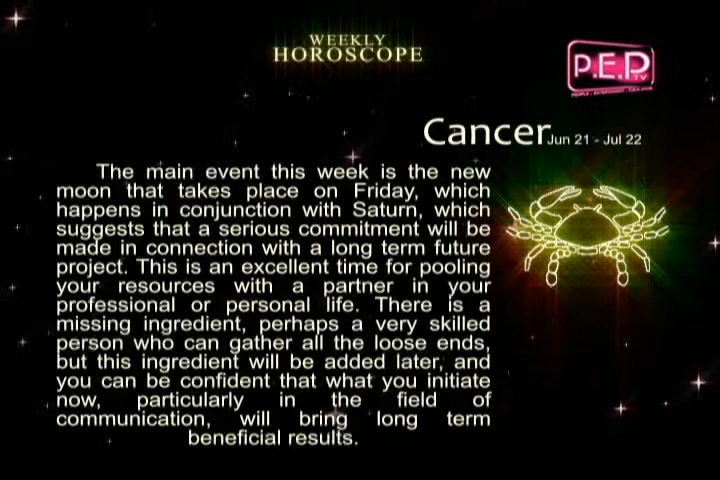 WEEKLY
HOROSCOPE
P.E.P
TV
Cancer Jun 21 - Jul 22
The main event this week is the new
moon that takes place on Friday, which
happens in conjunction with Saturn, which
suggests that a serious commitment will be
made in connection with a long term future
project. This is an excellent time for pooling
your resources with a partner in your
professional or personal life. There is a
missing ingredient, perhaps a very skilled
person who can gather all the loose ends,
but this ingredient will be added later, and
you can be confident that what you initiate
now, particularly in the field of
communication, will bring long term
beneficial results.